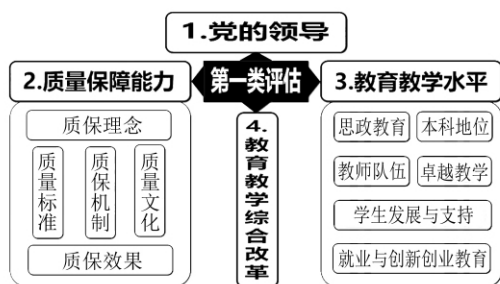 1.党的领导
2.质量保障能力
第一类评估
3.教育教学水平
质保理念
质量标准
质保机制
质量文化
质保效果
4.教育教学综合改革
思政教育
本科地位
教师队伍
卓越教学
学生发展与支持
就业与创新创业教育